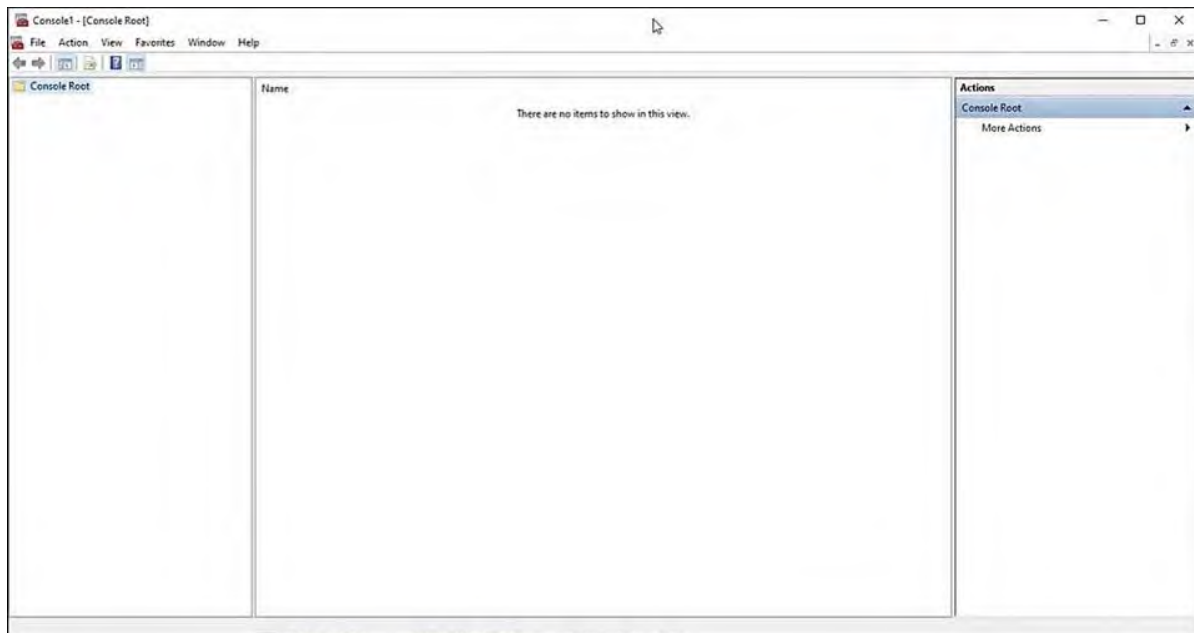 Console1 - [Console Root]
File Action View Favorites Window Help
Console Root
Name
There are no items to show in this view.
Actions
Console Root
More Actions